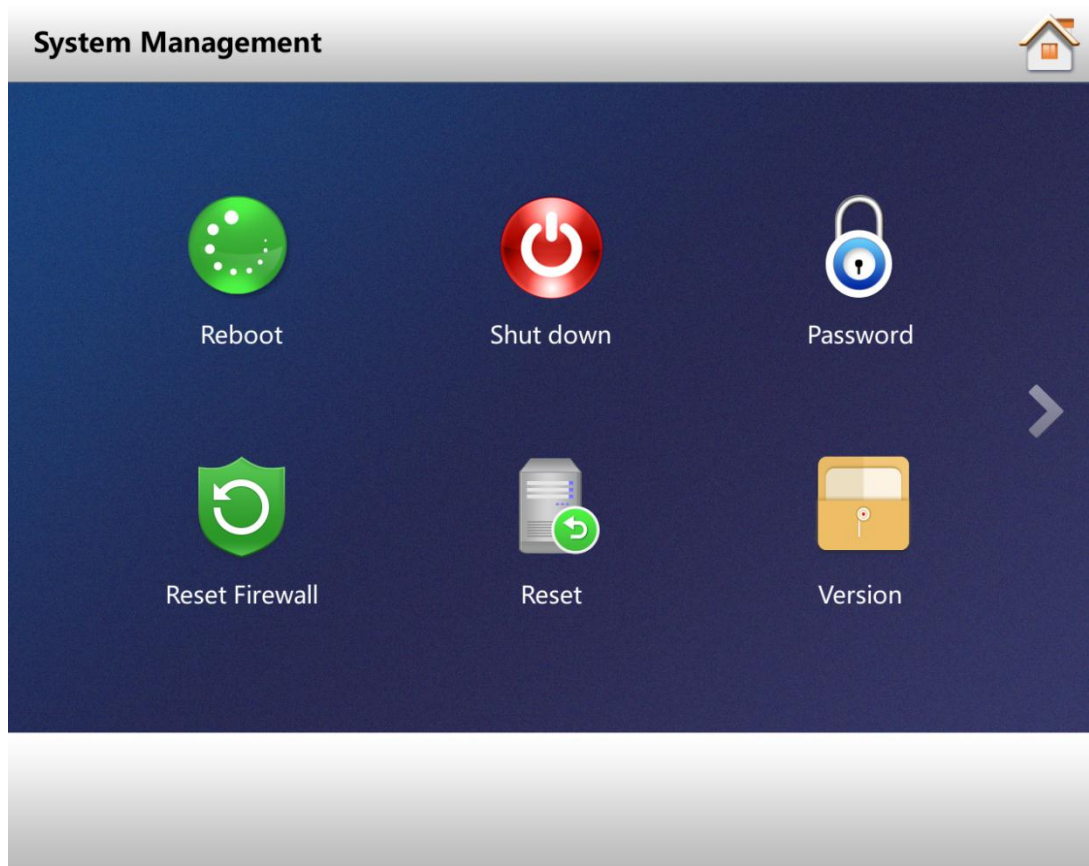 System Management
Reboot
Shut down
Password
Reset Firewall
Reset
Version